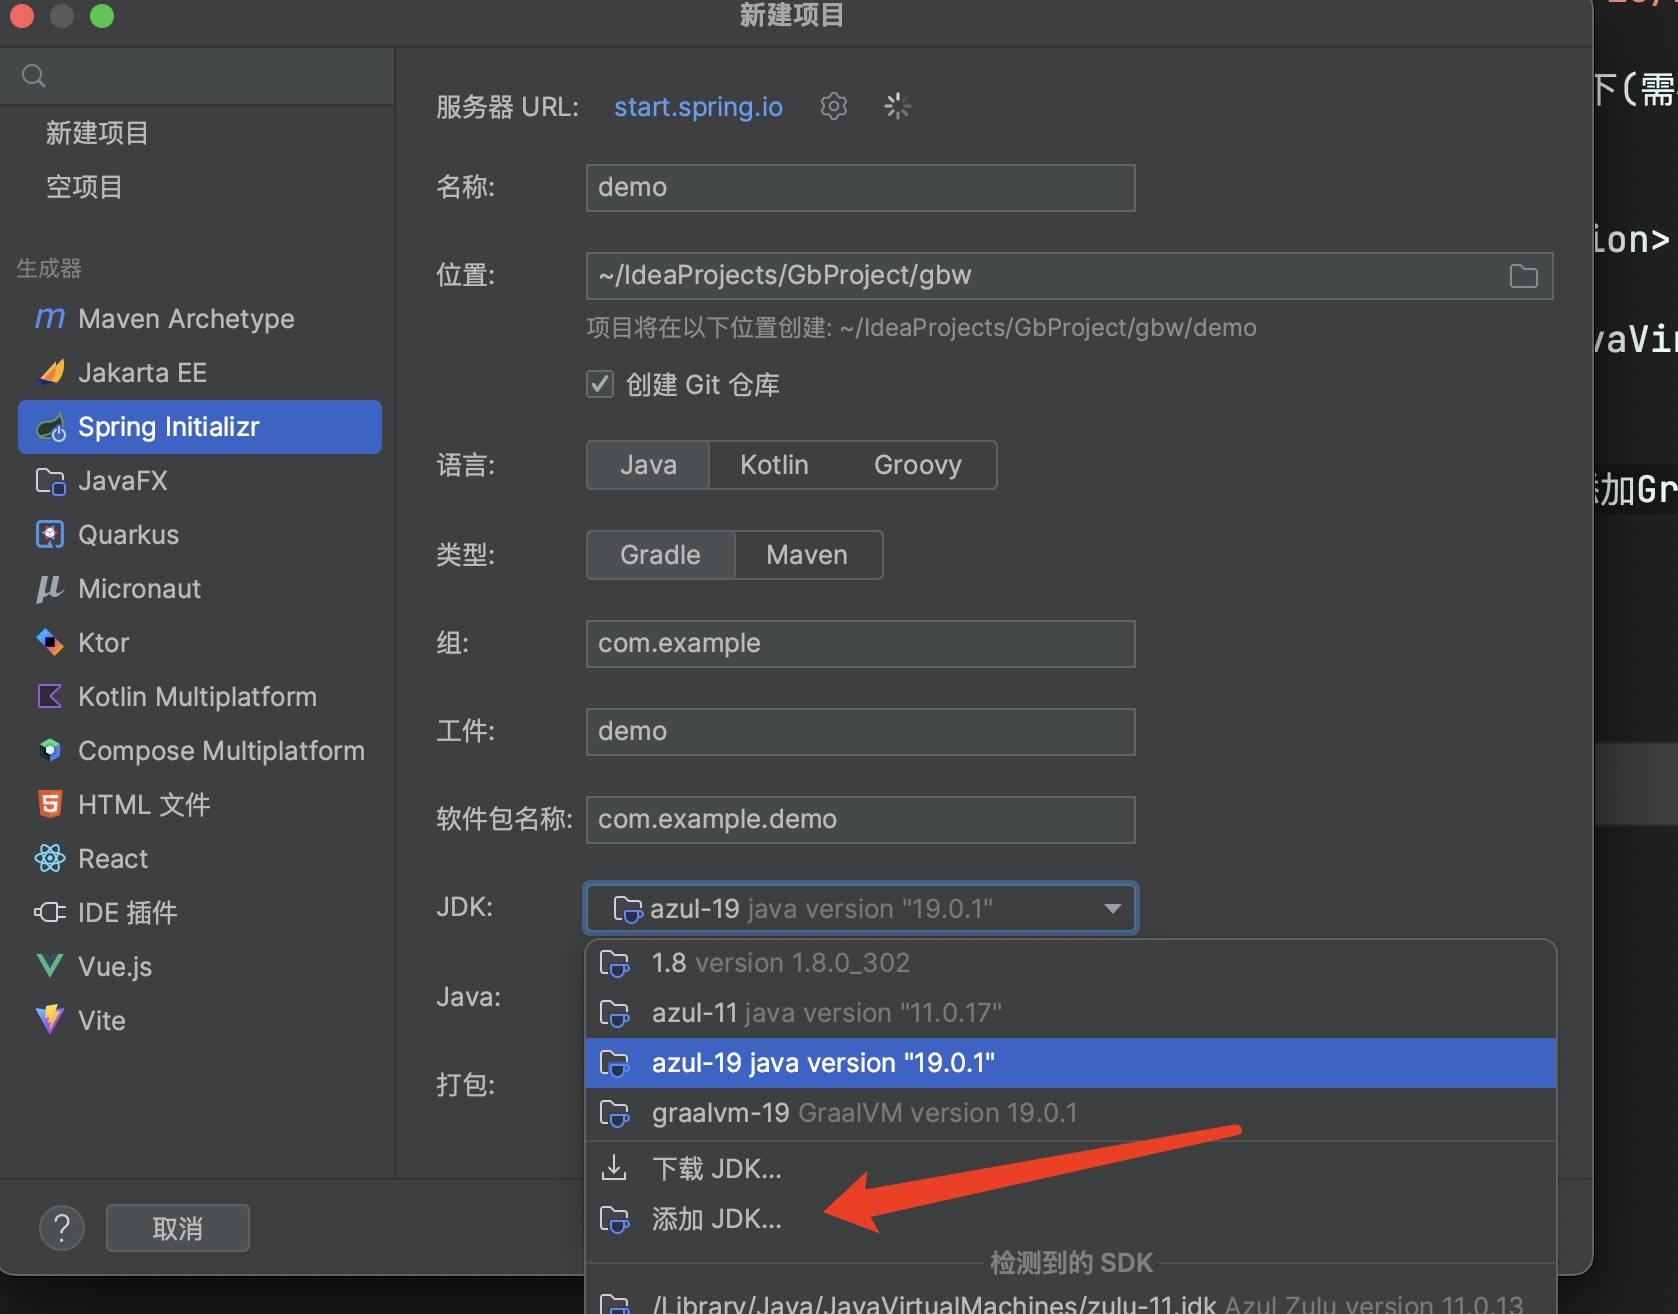 新建项目
新建项目
空项目
生成器
Maven Archetype
Jakarta EE
Spring Initializr
JavaFX
Quarkus
Micronaut
Ktor
Kotlin Multiplatform
Compose Multiplatform
HTML 文件
React
IDE 插件
Vue.js
Vite
?
取消
服务器 URL: start.spring.io
名称: demo
位置: ~/IdeaProjects/GbProject/gbw
项目将在以下位置创建: ~/IdeaProjects/GbProject/gbw/demo
创建 Git 仓库
语言: Java Kotlin Groovy
类型: Gradle Maven
组: com.example
工件: demo
软件包名称: com.example.demo
JDK: azul-19 java version "19.0.1"
Java:
打包:
1.8 version 1.8.0_302
azul-11 java version "11.0.17"
azul-19 java version "19.0.1"
graalvm-19 GraalVM version 19.0.1
下载 JDK...
添加 JDK...
检测到的 SDK
/Library/Java/JavaVirtualMachines/zulu-11.jdk Azul Zulu version 11.0.13
下(需
ion>
vaVir
加Gr